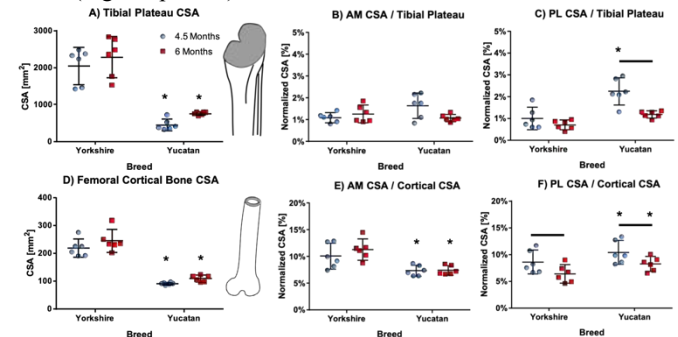 A) Tibial Plateau CSA
4.5 Months
6 Months
CSA [mm²]
3000
2000
1000
0
*
*
Yorkshire
Yucatan
Breed
B) AM CSA / Tibial Plateau
Normalized CSA [%]
5%
4%
3%
2%
1%
0%
Yorkshire
Yucatan
Breed
C) PL CSA / Tibial Plateau
Normalized CSA [%]
5%
4%
3%
2%
1%
0%
*
Yorkshire
Yucatan
Breed
D) Femoral Cortical Bone CSA
CSA [mm²]
400
300
200
100
0
*
*
Yorkshire
Yucatan
Breed
E) AM CSA / Cortical CSA
Normalized CSA [%]
20%
15%
10%
5%
0%
*
*
Yorkshire
Yucatan
Breed
F) PL CSA / Cortical CSA
Normalized CSA [%]
20%
15%
10%
5%
0%
*
*
Yorkshire
Yucatan
Breed